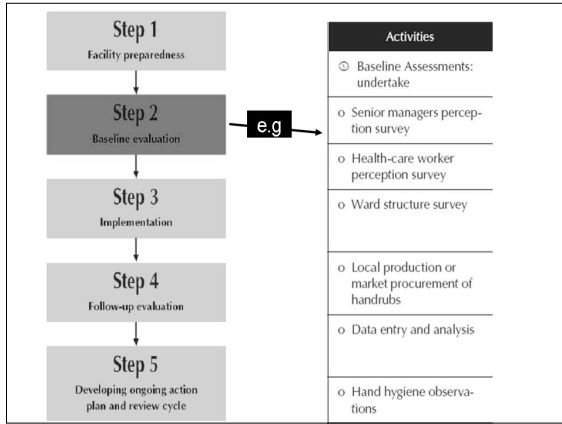 Step 1
Facility preparedness
Step 2
Baseline evaluation
Step 3
Implementation
Step 4
Follow-up evaluation
Step 5
Developing ongoing action
plan and review cycle
e.g
Activities
① Baseline Assessments:
undertake
o Senior managers percep-
tion survey
o Health-care worker
perception survey
o Ward structure survey
o Local production or
market procurement of
handrubs
o Data entry and analysis
o Hand hygiene observa-
tions